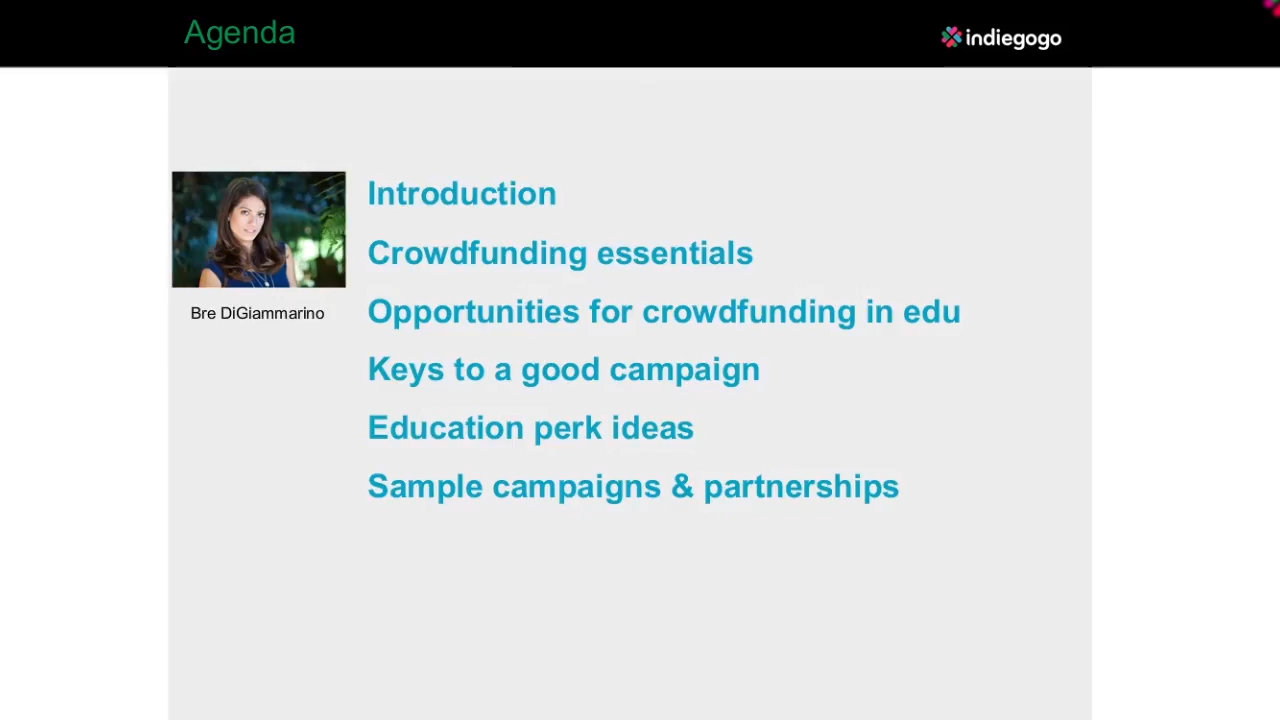 Agenda
indiegogo
Introduction
Crowdfunding essentials
Bre DiGiammarino
Opportunities for crowdfunding in edu
Keys to a good campaign
Education perk ideas
Sample campaigns & partnerships